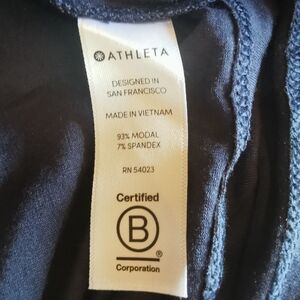 ATHLETA
DESIGNED IN
SAN FRANCISCO
MADE IN VIETNAM
93% MODAL
7% SPANDEX
RN 54023
Certified
B
Corporation